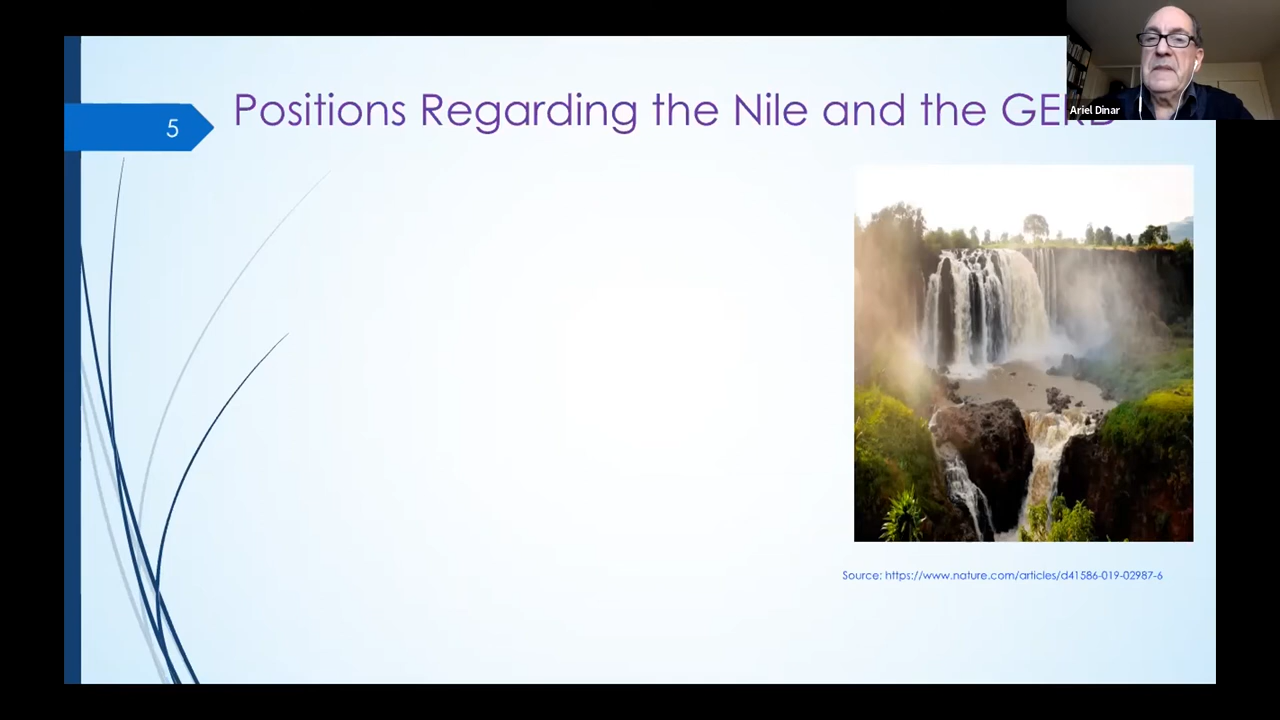 5
Positions Regarding the Nile and the GERD
Ariel Dinar
Source: https://www.nature.com/articles/d41586-019-02987-6